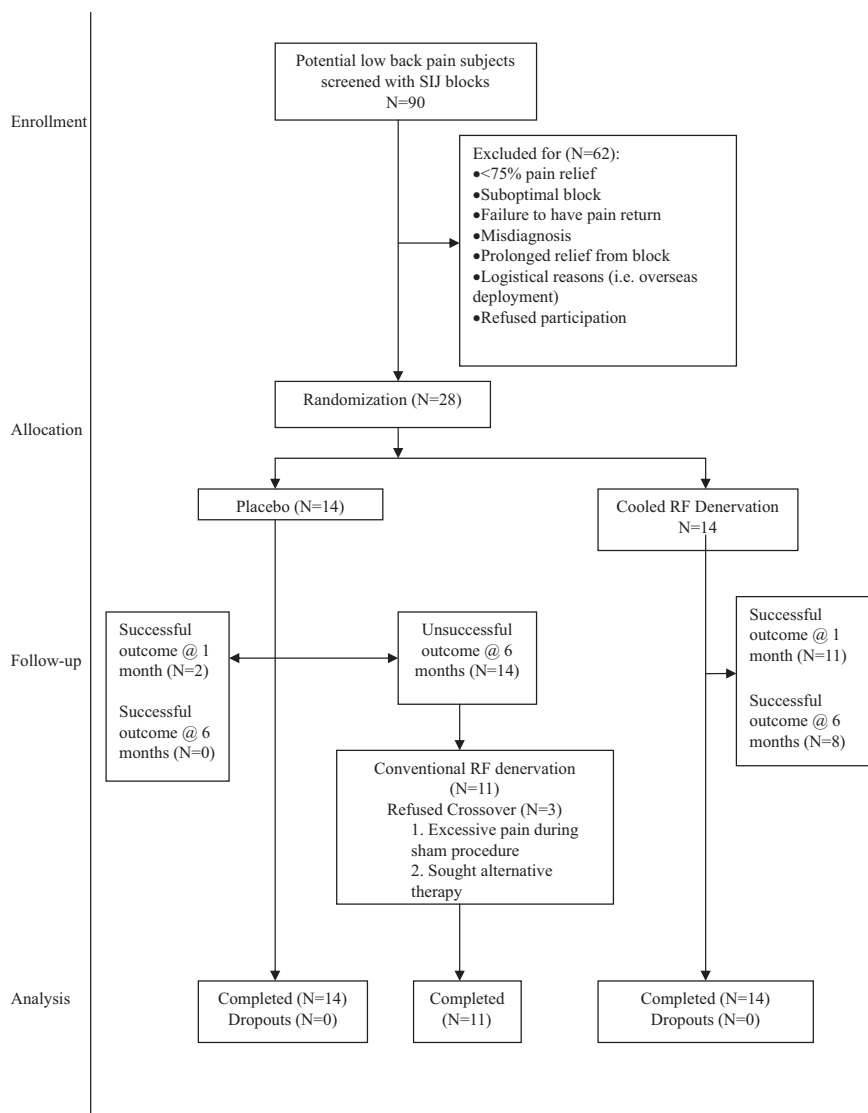 Enrollment
Potential low back pain subjects
screened with SIJ blocks
N=90
Excluded for (N=62):
•<75% pain relief
•Suboptimal block
•Failure to have pain return
•Misdiagnosis
•Prolonged relief from block
•Logistical reasons (i.e. overseas
deployment)
•Refused participation
Allocation
Randomization (N=28)
Placebo (N=14)
Cooled RF Denervation
N=14
Follow-up
Successful
outcome @ 1
month (N=2)
Successful
outcome @ 6
months (N=0)
Unsuccessful
outcome @ 6
months (N=14)
Successful
outcome @ 1
month (N=11)
Successful
outcome @ 6
months (N=8)
Conventional RF denervation
(N=11)
Refused Crossover (N=3)
1. Excessive pain during
sham procedure
2. Sought alternative
therapy
Analysis
Completed (N=14)
Dropouts (N=0)
Completed
(N=11)
Completed (N=14)
Dropouts (N=0)